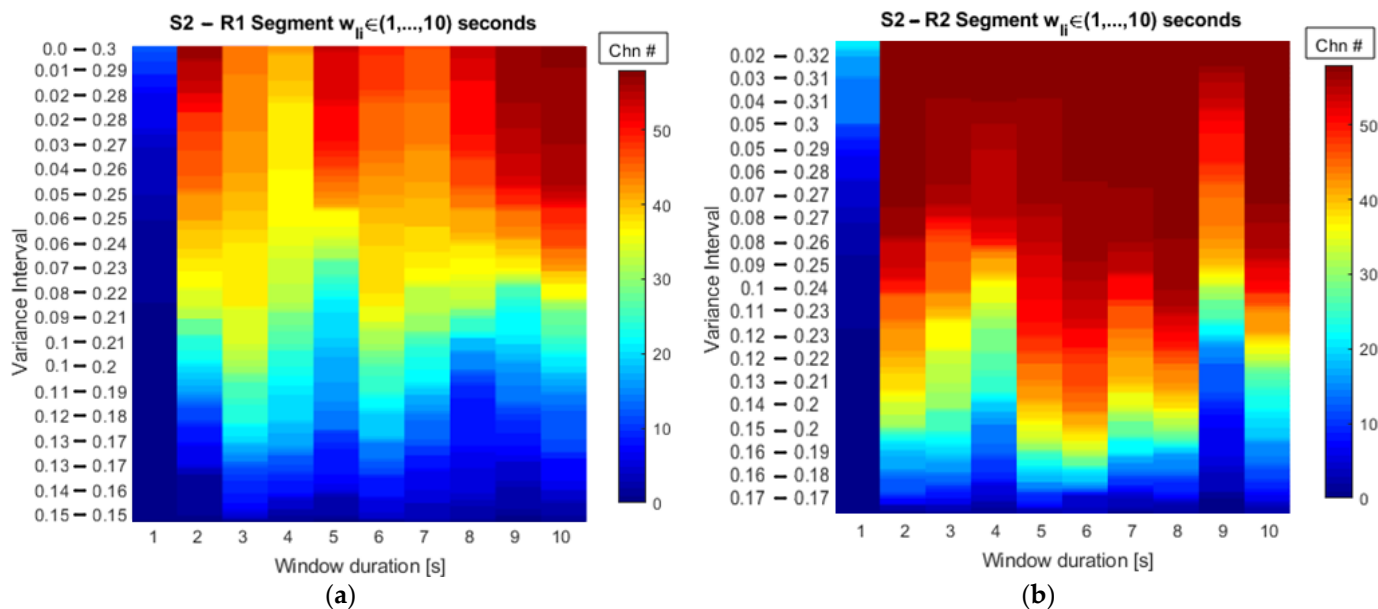 S2 – R1 Segment w_li∈(1,...,10) seconds
Chn #
Variance Interval
0.0 – 0.3
0.01 – 0.29
0.02 – 0.28
0.02 – 0.28
0.03 – 0.27
0.04 – 0.26
0.05 – 0.25
0.06 – 0.25
0.06 – 0.24
0.07 – 0.23
0.08 – 0.22
0.09 – 0.21
0.1 – 0.21
0.1 – 0.2
0.11 – 0.19
0.12 – 0.18
0.13 – 0.17
0.13 – 0.17
0.14 – 0.16
0.15 – 0.15
50
40
30
20
10
0
1 2 3 4 5 6 7 8 9 10
Window duration [s]
(a)
S2 – R2 Segment w_li∈(1,...,10) seconds
Chn #
Variance Interval
0.02 – 0.32
0.03 – 0.31
0.04 – 0.31
0.05 – 0.3
0.05 – 0.29
0.06 – 0.28
0.07 – 0.28
0.08 – 0.27
0.08 – 0.26
0.09 – 0.25
0.1 – 0.24
0.11 – 0.24
0.12 – 0.23
0.12 – 0.22
0.13 – 0.21
0.14 – 0.2
0.15 – 0.2
0.16 – 0.19
0.16 – 0.18
0.17 – 0.17
50
40
30
20
10
0
1 2 3 4 5 6 7 8 9 10
Window duration [s]
(b)